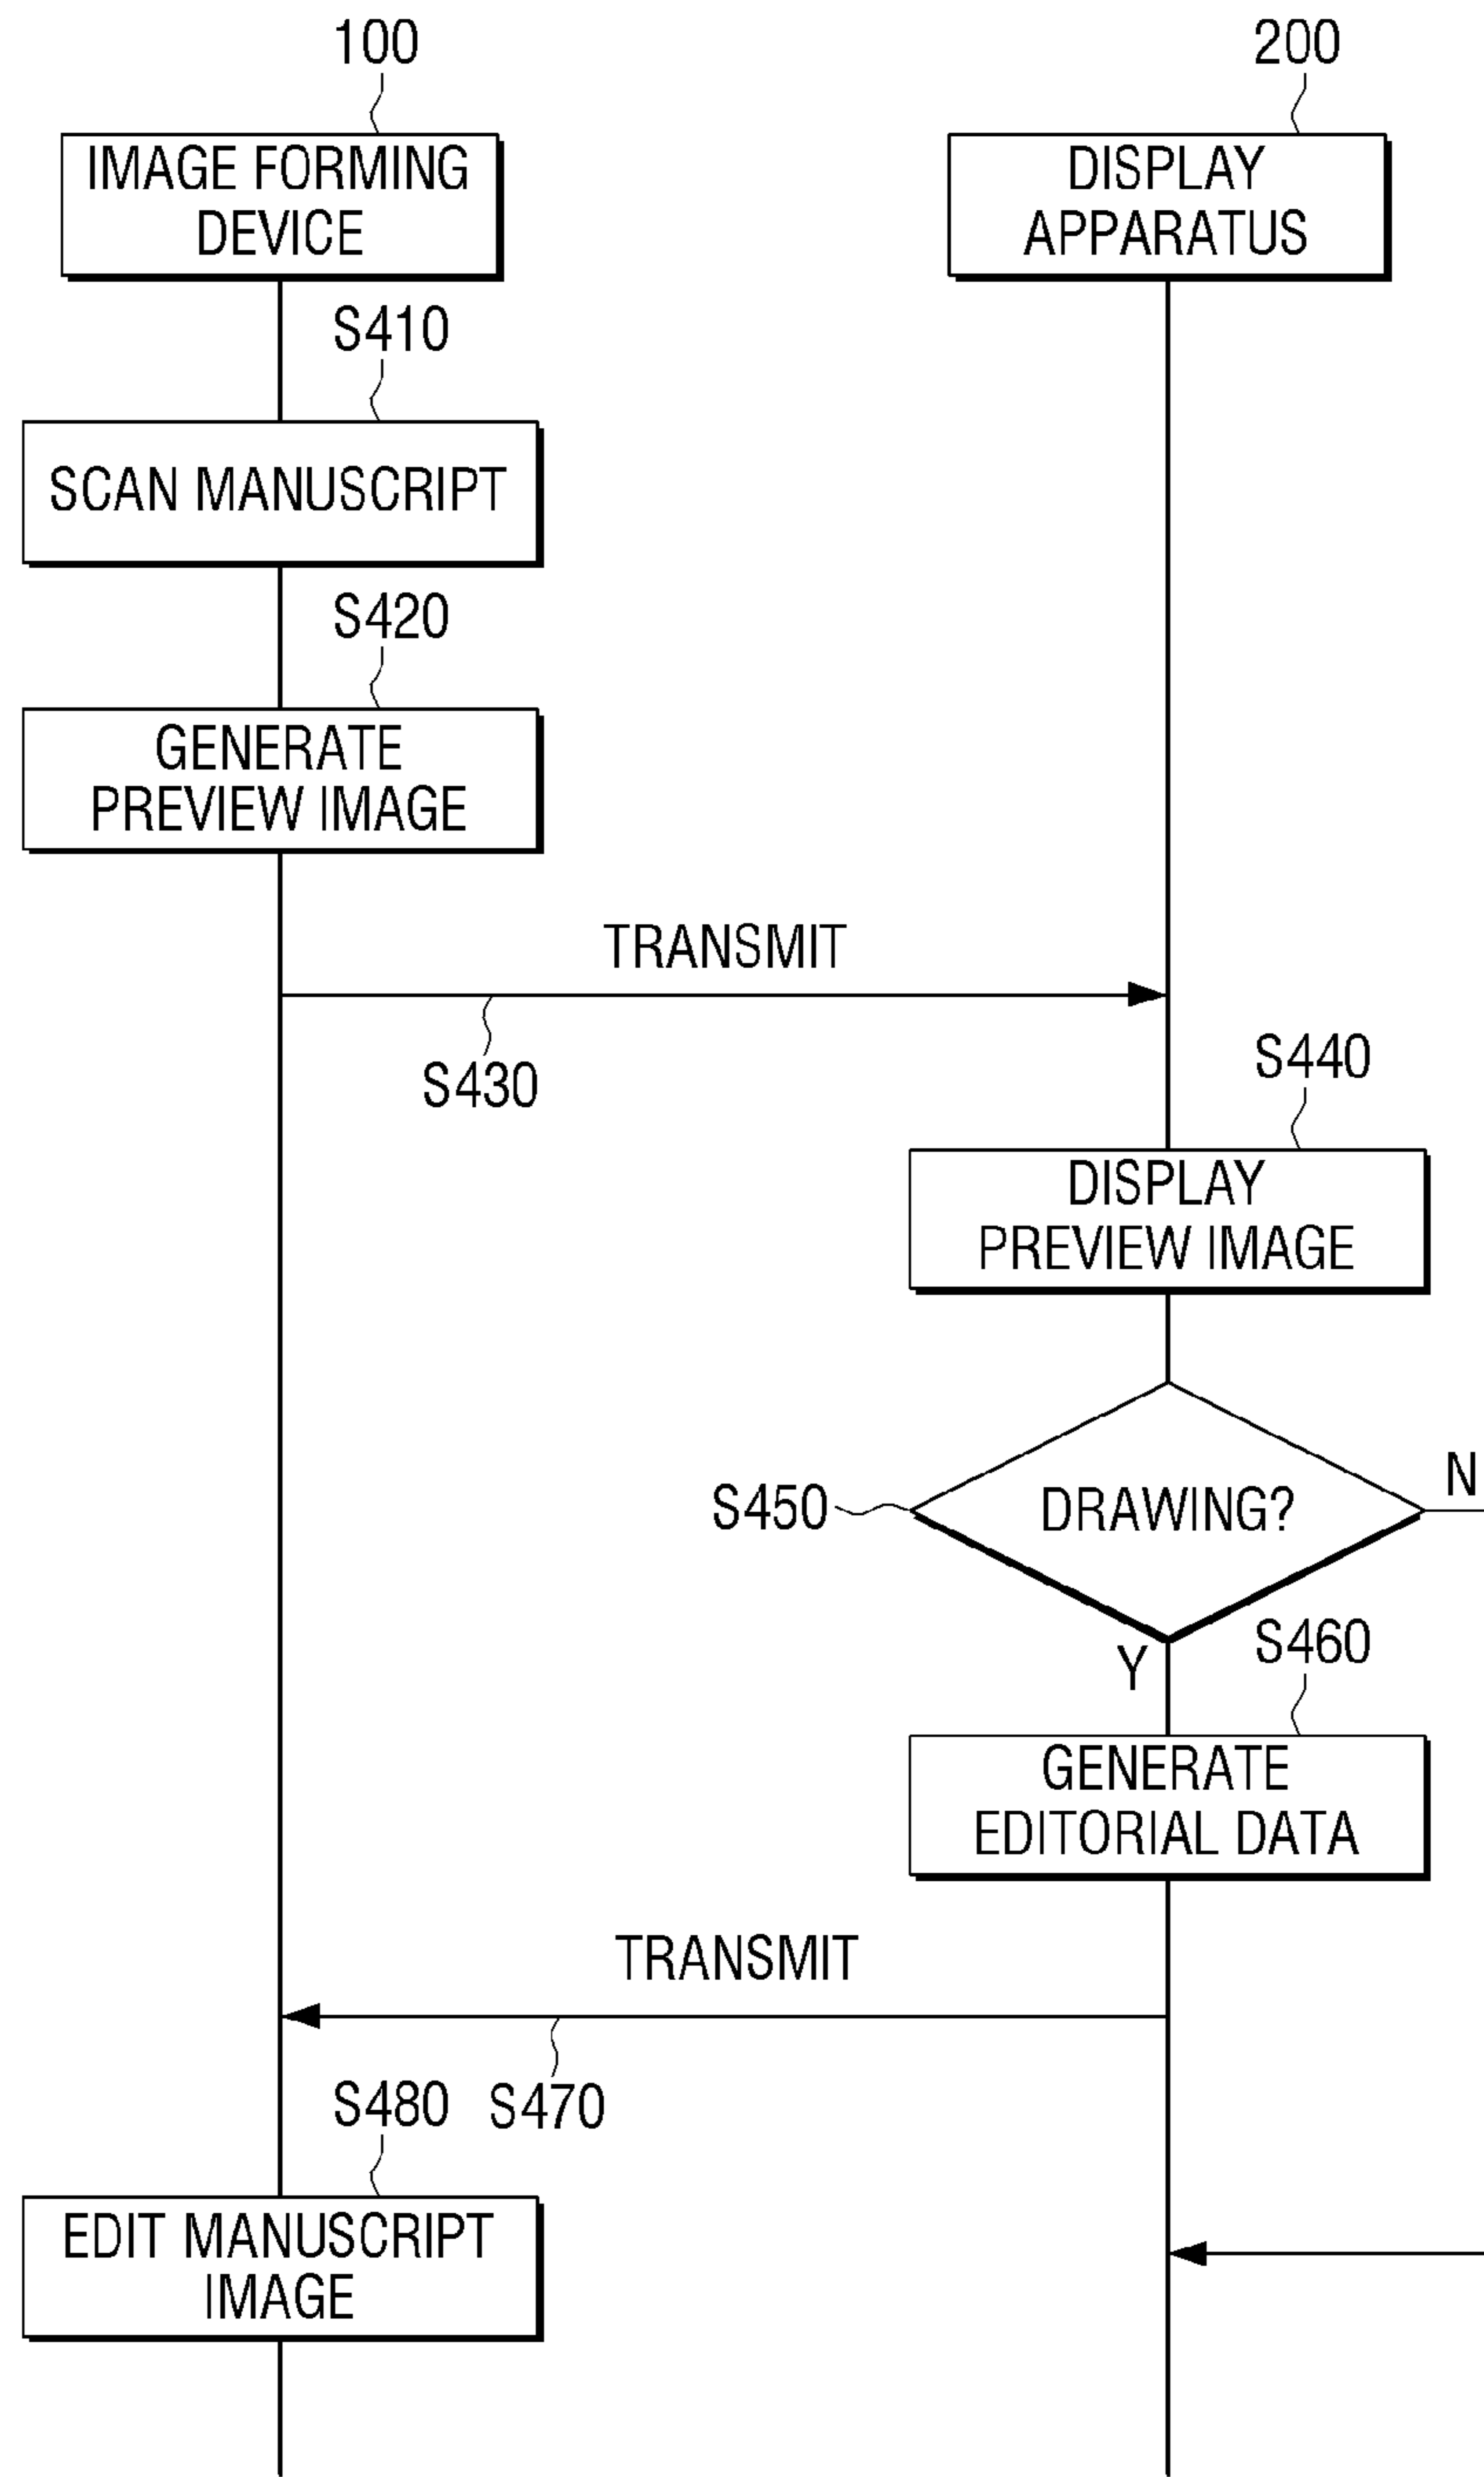 100
200
IMAGE FORMING
DEVICE
DISPLAY
APPARATUS
S410
SCAN MANUSCRIPT
S420
GENERATE
PREVIEW IMAGE
TRANSMIT
S430
S440
DISPLAY
PREVIEW IMAGE
S450
DRAWING?
N
Y
S460
GENERATE
EDITORIAL DATA
TRANSMIT
S470
S480
EDIT MANUSCRIPT
IMAGE